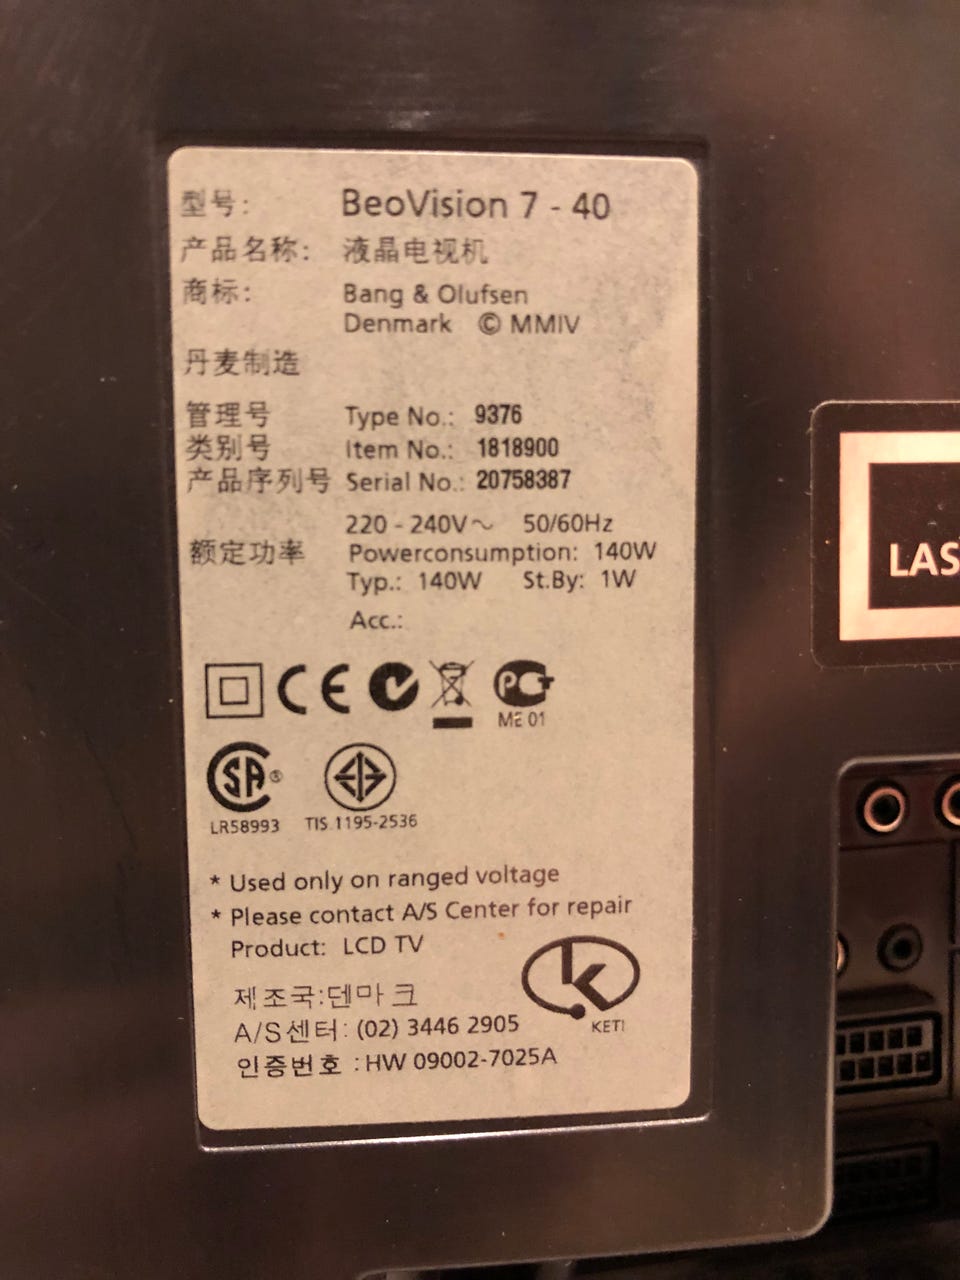 型号: BeoVision 7 - 40
产品名称: 液晶电视机
商标: Bang & Olufsen
Denmark © MMIV
丹麦制造
管理号 Type No.: 9376
类别号 Item No.: 1818900
产品序列号 Serial No.: 20758387
220 - 240V~ 50/60Hz
额定功率 Powerconsumption: 140W
Typ.: 140W St.By: 1W
Acc.:
CE
PCT
ME 01
SA ®
LR58993 TIS 1195-2536
* Used only on ranged voltage
* Please contact A/S Center for repair
Product: LCD TV
제조국:덴마크
KETI
A/S센터: (02) 3446 2905
인증번호 :HW 09002-7025A
LAS